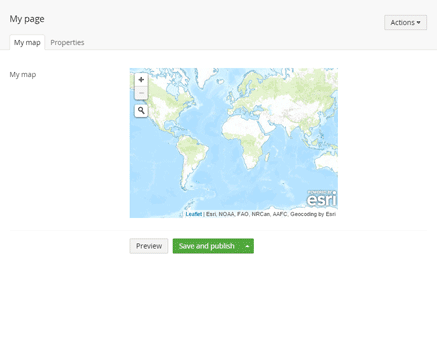 My page
Actions
My map
Properties
My map
+
−
esri
Leaflet | Esri, NOAA, FAO, NRCan, AAFC, Geocoding by Esri
Preview
Save and publish